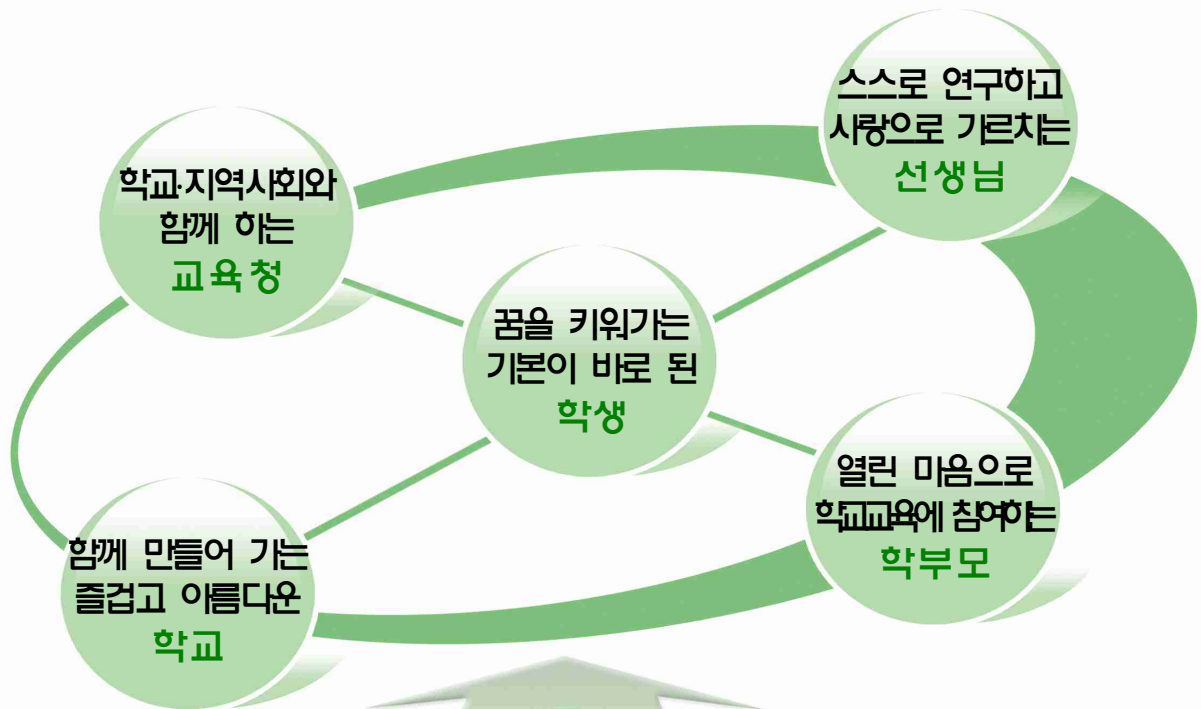 스스로 연구하고
사랑으로 가르치는
선생님
학교·지역사회와
함께 하는
교육청
꿈을 키워가는
기본이 바로 된
학생
열린 마음으로
학교교육에 참여하는
학부모
함께 만들어 가는
즐겁고 아름다운
학교